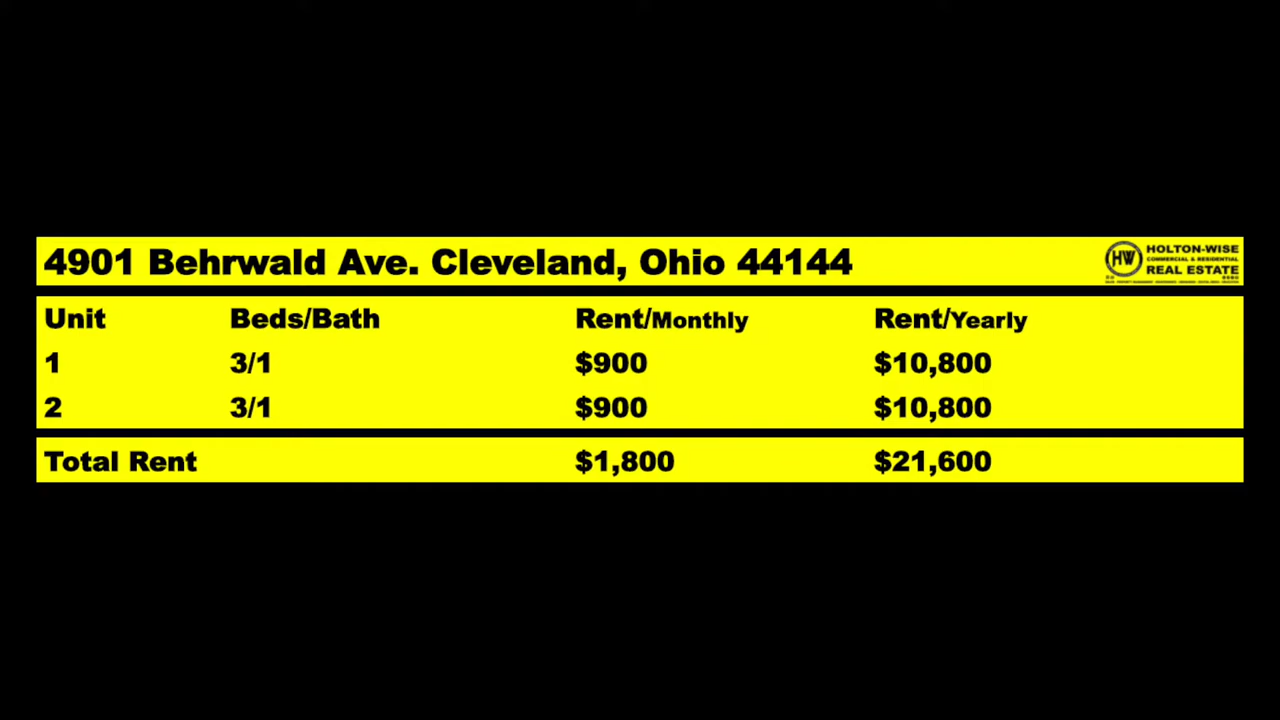 4901 Behrwald Ave. Cleveland, Ohio 44144
HW
HOLTON-WISE
COMMERCIAL & RESIDENTIAL
REAL ESTATE
Unit Beds/Bath Rent/Monthly Rent/Yearly
1 3/1 $900 $10,800
2 3/1 $900 $10,800
Total Rent $1,800 $21,600